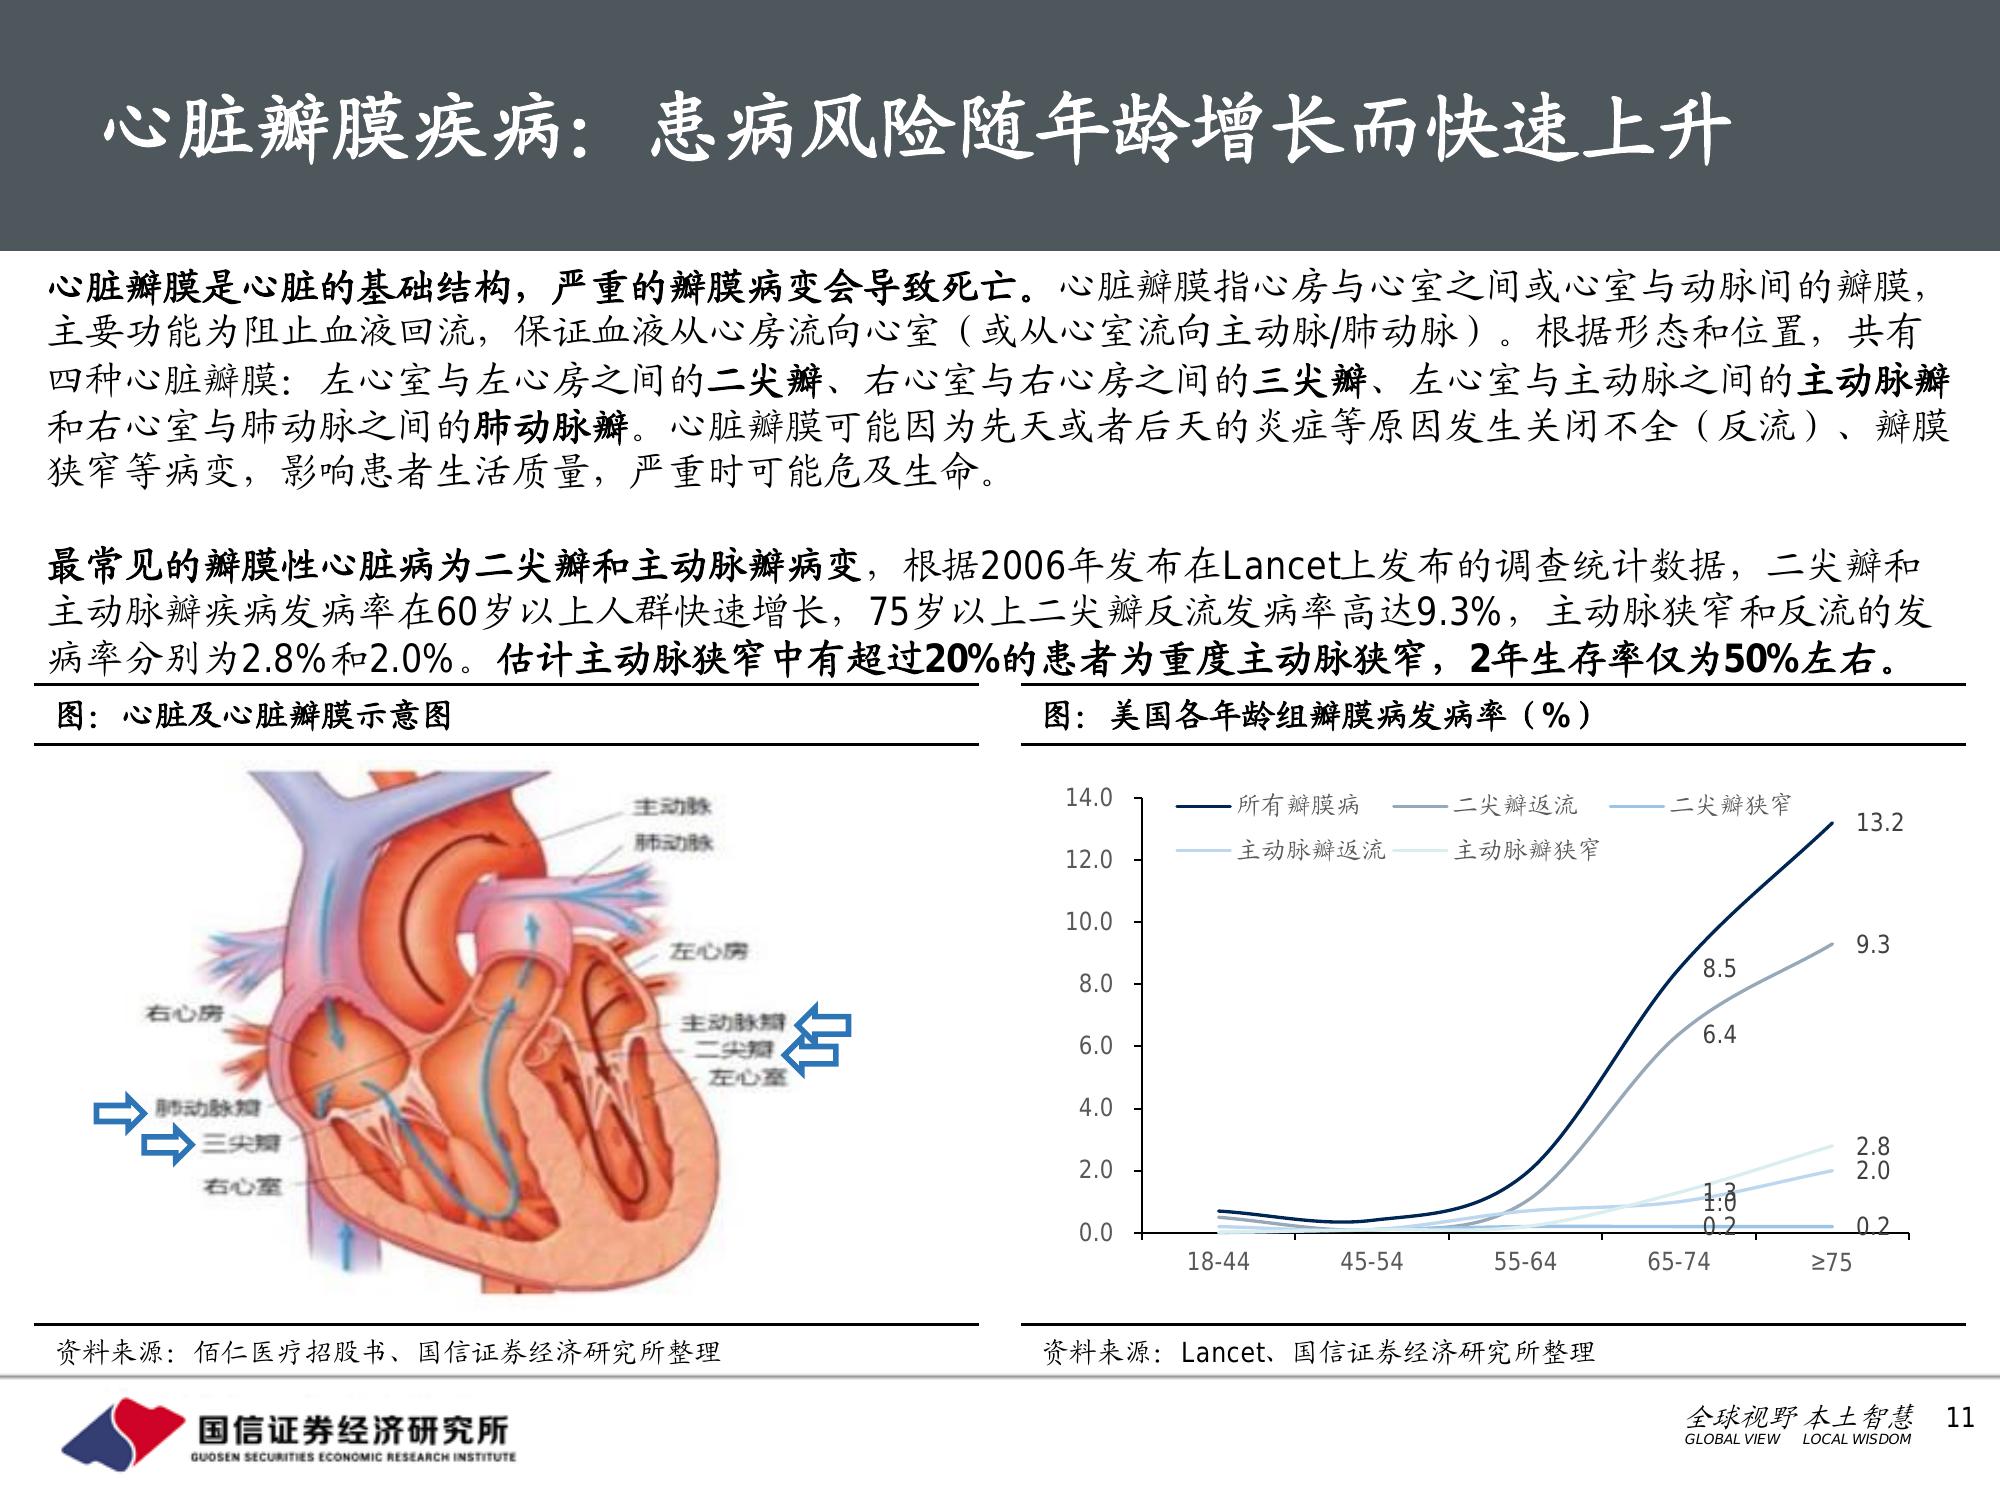 心脏瓣膜疾病：患病风险随年龄增长而快速上升
心脏瓣膜是心脏的基础结构，严重的瓣膜病变会导致死亡。心脏瓣膜指心房与心室之间或心室与动脉间的瓣膜，
主要功能为阻止血液回流，保证血液从心房流向心室（或从心室流向主动脉/肺动脉）。根据形态和位置，共有
四种心脏瓣膜：左心室与左心房之间的二尖瓣、右心室与右心房之间的三尖瓣、左心室与主动脉之间的主动脉瓣
和右心室与肺动脉之间的肺动脉瓣。心脏瓣膜可能因为先天或者后天的炎症等原因发生关闭不全（反流）、瓣膜
狭窄等病变，影响患者生活质量，严重时可能危及生命。
最常见的瓣膜性心脏病为二尖瓣和主动脉瓣病变，根据2006年发布在Lancet上发布的调查统计数据，二尖瓣和
主动脉瓣疾病发病率在60岁以上人群快速增长，75岁以上二尖瓣反流发病率高达9.3%，主动脉狭窄和反流的发
病率分别为2.8%和2.0%。估计主动脉狭窄中有超过20%的患者为重度主动脉狭窄，2年生存率仅为50%左右。
图：心脏及心脏瓣膜示意图
主动脉
肺动脉
左心房
右心房
主动脉瓣
二尖瓣
左心室
肺动脉瓣
三尖瓣
右心室
资料来源：佰仁医疗招股书、国信证券经济研究所整理
图：美国各年龄组瓣膜病发病率（%）
所有瓣膜病 二尖瓣返流 二尖瓣狭窄
主动脉瓣返流 主动脉瓣狭窄
14.0
12.0
10.0
8.0
6.0
4.0
2.0
0.0
13.2
9.3
8.5
6.4
2.8
2.0
1.3
1.0
0.2
0.2
18-44 45-54 55-64 65-74 ≥75
资料来源：Lancet、国信证券经济研究所整理
国信证券经济研究所
GUOSEN SECURITIES ECONOMIC RESEARCH INSTITUTE
全球视野 本土智慧
GLOBAL VIEW LOCAL WISDOM
11